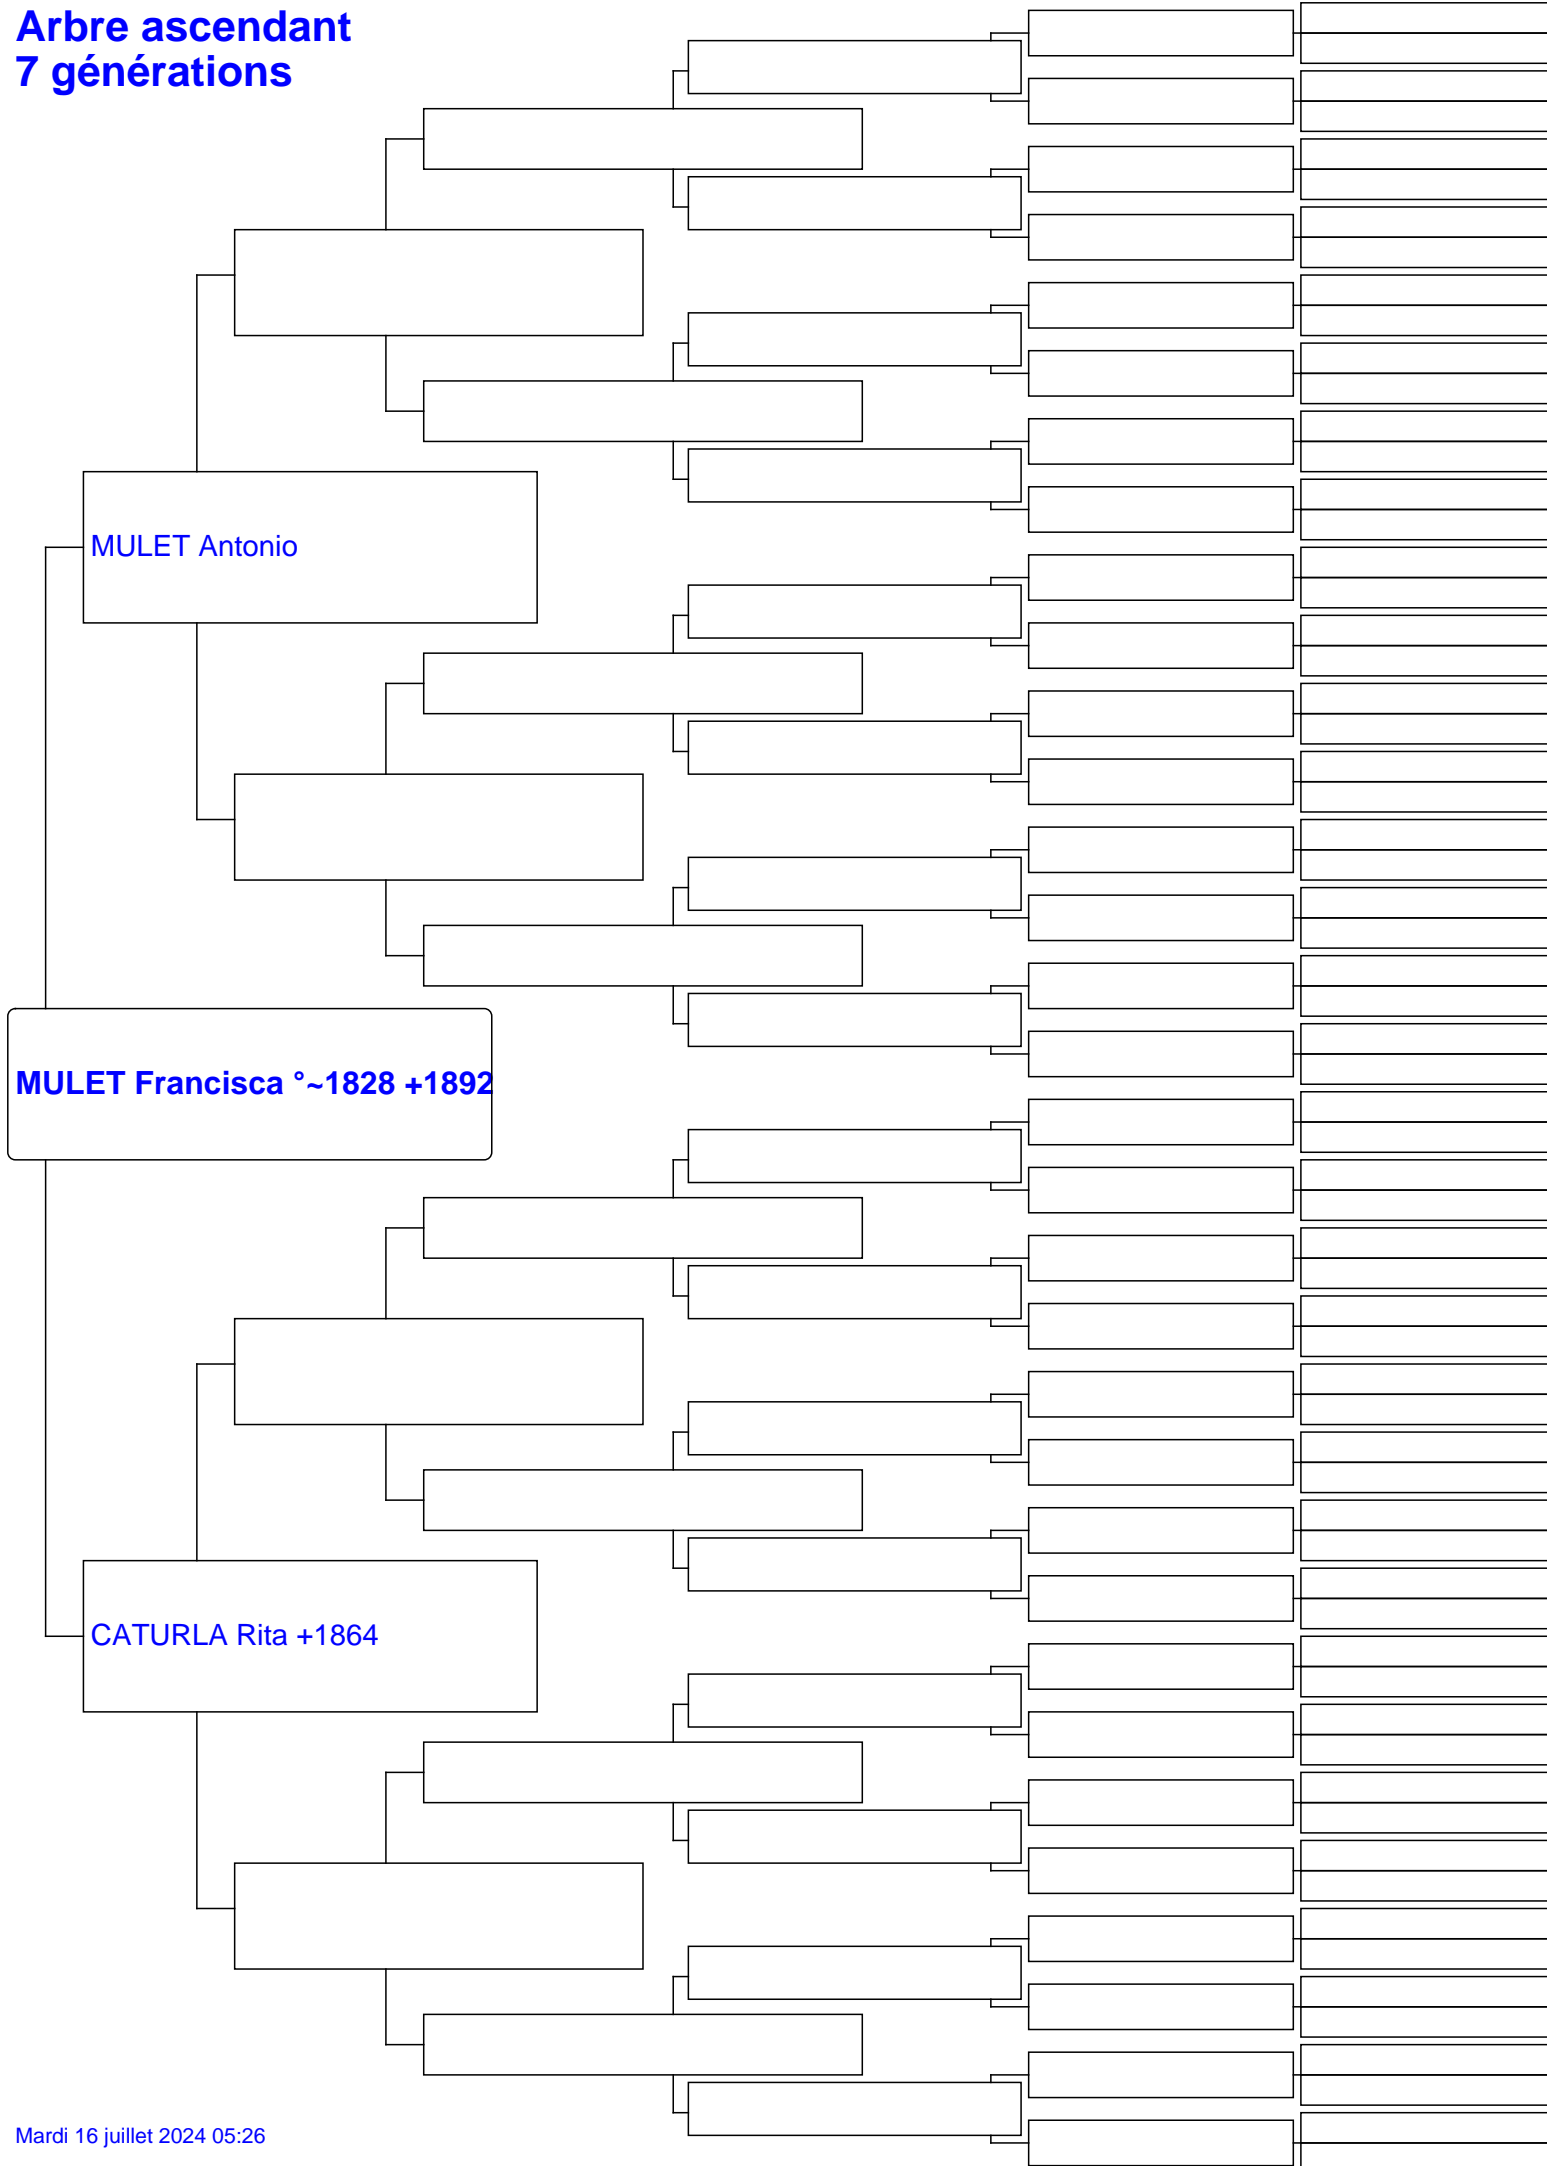 Arbre ascendant
7 générations
MULET Antonio
MULET Francisca °~1828 +1892
CATURLA Rita +1864
Mardi 16 juillet 2024 05:26